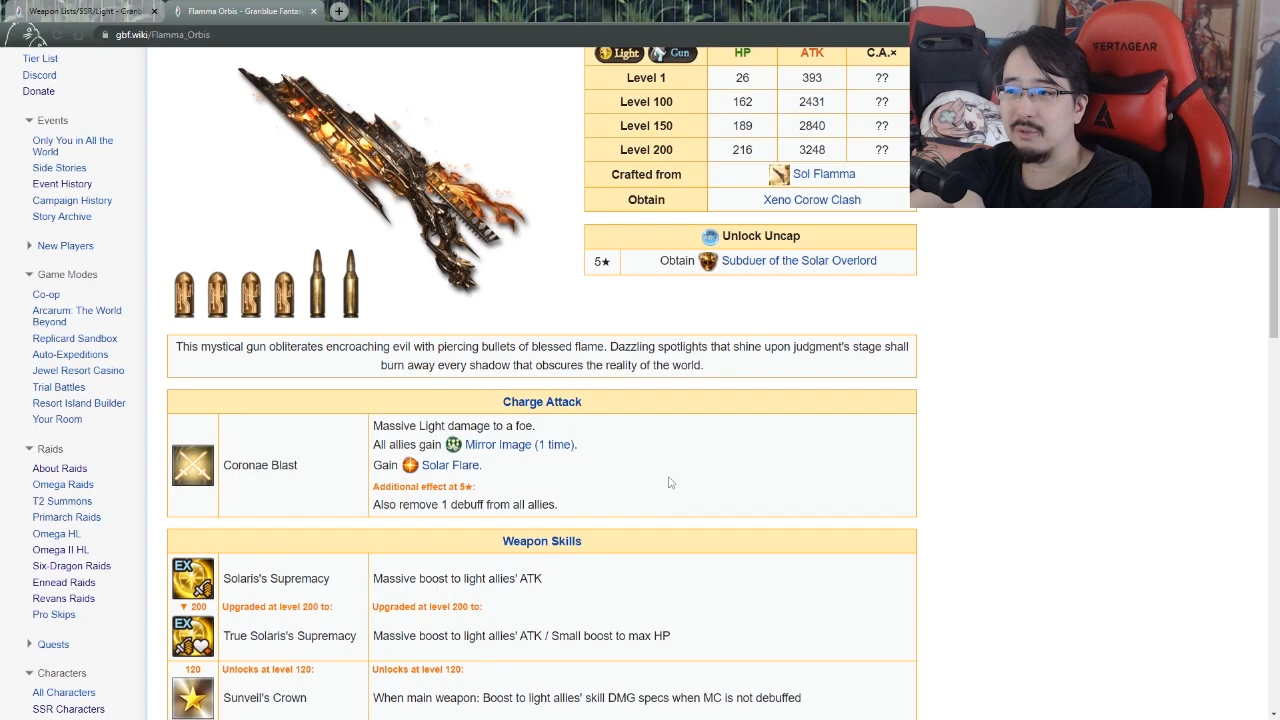 Weapon Lists/SSR/Light - Granb
Flamma Orbis - Granblue Fantas
gbf.wiki/Flamma_Orbis
Tier List
Discord
Donate
Events
Only You in All the
World
Side Stories
Event History
Campaign History
Story Archive
New Players
Game Modes
Co-op
Arcarum: The World
Beyond
Replicard Sandbox
Auto-Expeditions
Jewel Resort Casino
Trial Battles
Resort Island Builder
Your Room
Raids
About Raids
Omega Raids
T2 Summons
Primarch Raids
Omega HL
Omega II HL
Six-Dragon Raids
Ennead Raids
Revans Raids
Pro Skips
Quests
Characters
All Characters
SSR Characters
Light Gun HP ATK C.A.×
Level 1 26 393 ??
Level 100 162 2431 ??
Level 150 189 2840 ??
Level 200 216 3248 ??
Crafted from Sol Flamma
Obtain Xeno Corow Clash
Unlock Uncap
5★ Obtain Subduer of the Solar Overlord
This mystical gun obliterates encroaching evil with piercing bullets of blessed flame. Dazzling spotlights that shine upon judgment's stage shall
burn away every shadow that obscures the reality of the world.
Charge Attack
Coronae Blast
Massive Light damage to a foe.
All allies gain Mirror Image (1 time).
Gain Solar Flare.
Additional effect at 5★:
Also remove 1 debuff from all allies.
Weapon Skills
EX Solaris's Supremacy Massive boost to light allies' ATK
▼ 200 Upgraded at level 200 to: Upgraded at level 200 to:
EX True Solaris's Supremacy Massive boost to light allies' ATK / Small boost to max HP
120 Unlocks at level 120: Unlocks at level 120:
Sunveil's Crown When main weapon: Boost to light allies' skill DMG specs when MC is not debuffed
VERTAGEAR